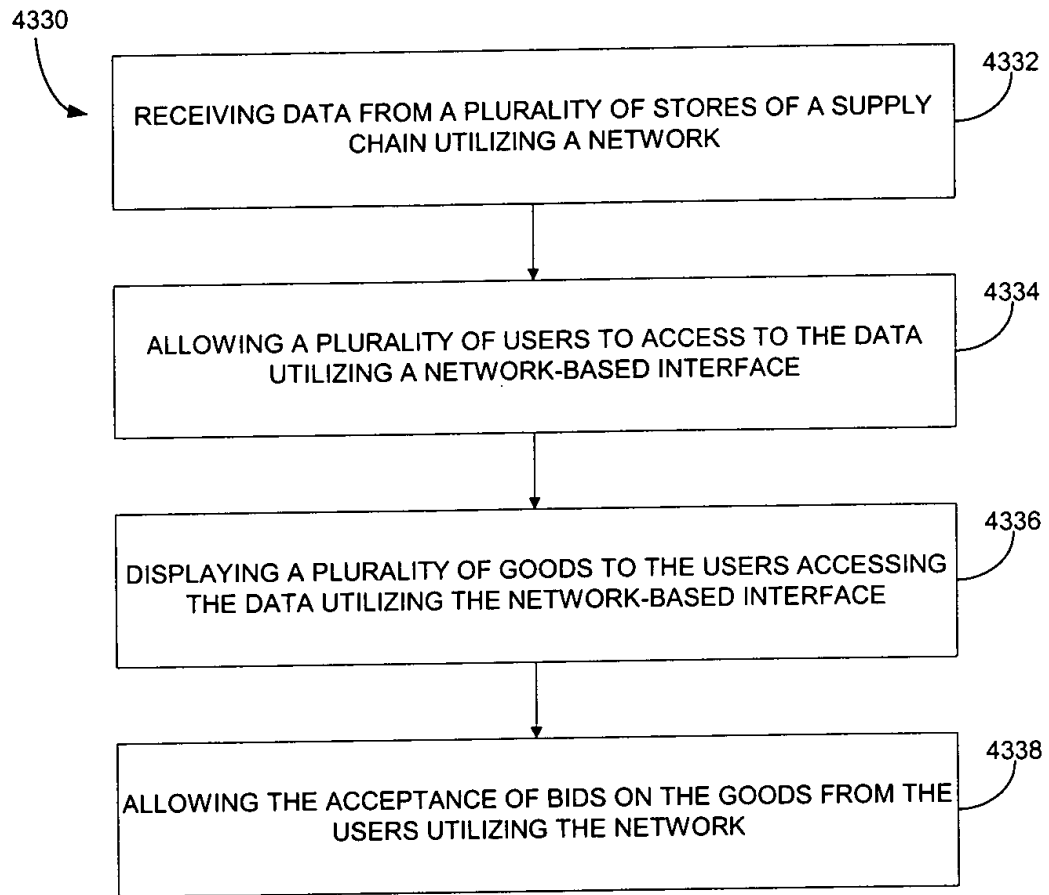 4330
4332
RECEIVING DATA FROM A PLURALITY OF STORES OF A SUPPLY
CHAIN UTILIZING A NETWORK
4334
ALLOWING A PLURALITY OF USERS TO ACCESS TO THE DATA
UTILIZING A NETWORK-BASED INTERFACE
4336
DISPLAYING A PLURALITY OF GOODS TO THE USERS ACCESSING
THE DATA UTILIZING THE NETWORK-BASED INTERFACE
4338
ALLOWING THE ACCEPTANCE OF BIDS ON THE GOODS FROM THE
USERS UTILIZING THE NETWORK